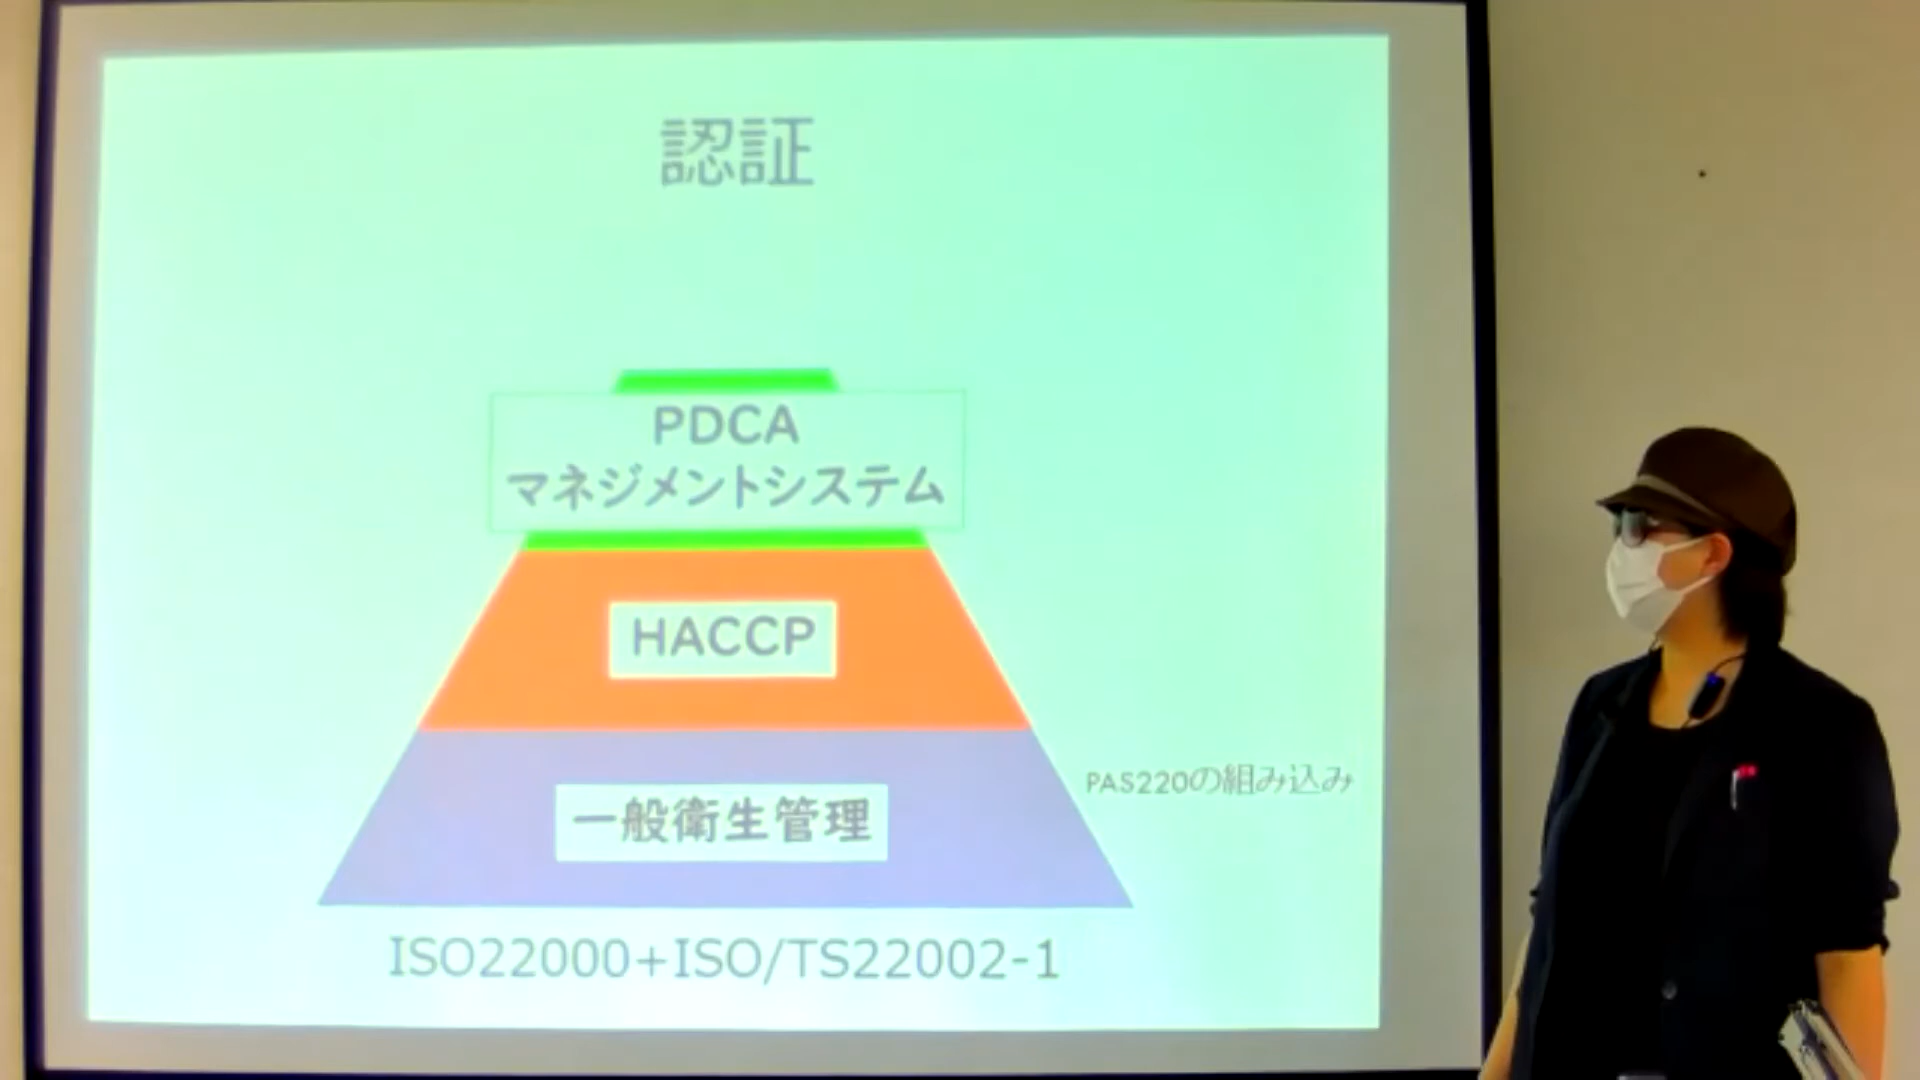 認証
PDCA
マネジメントシステム
HACCP
一般衛生管理
PAS220の組み込み
ISO22000+ISO/TS22002-1